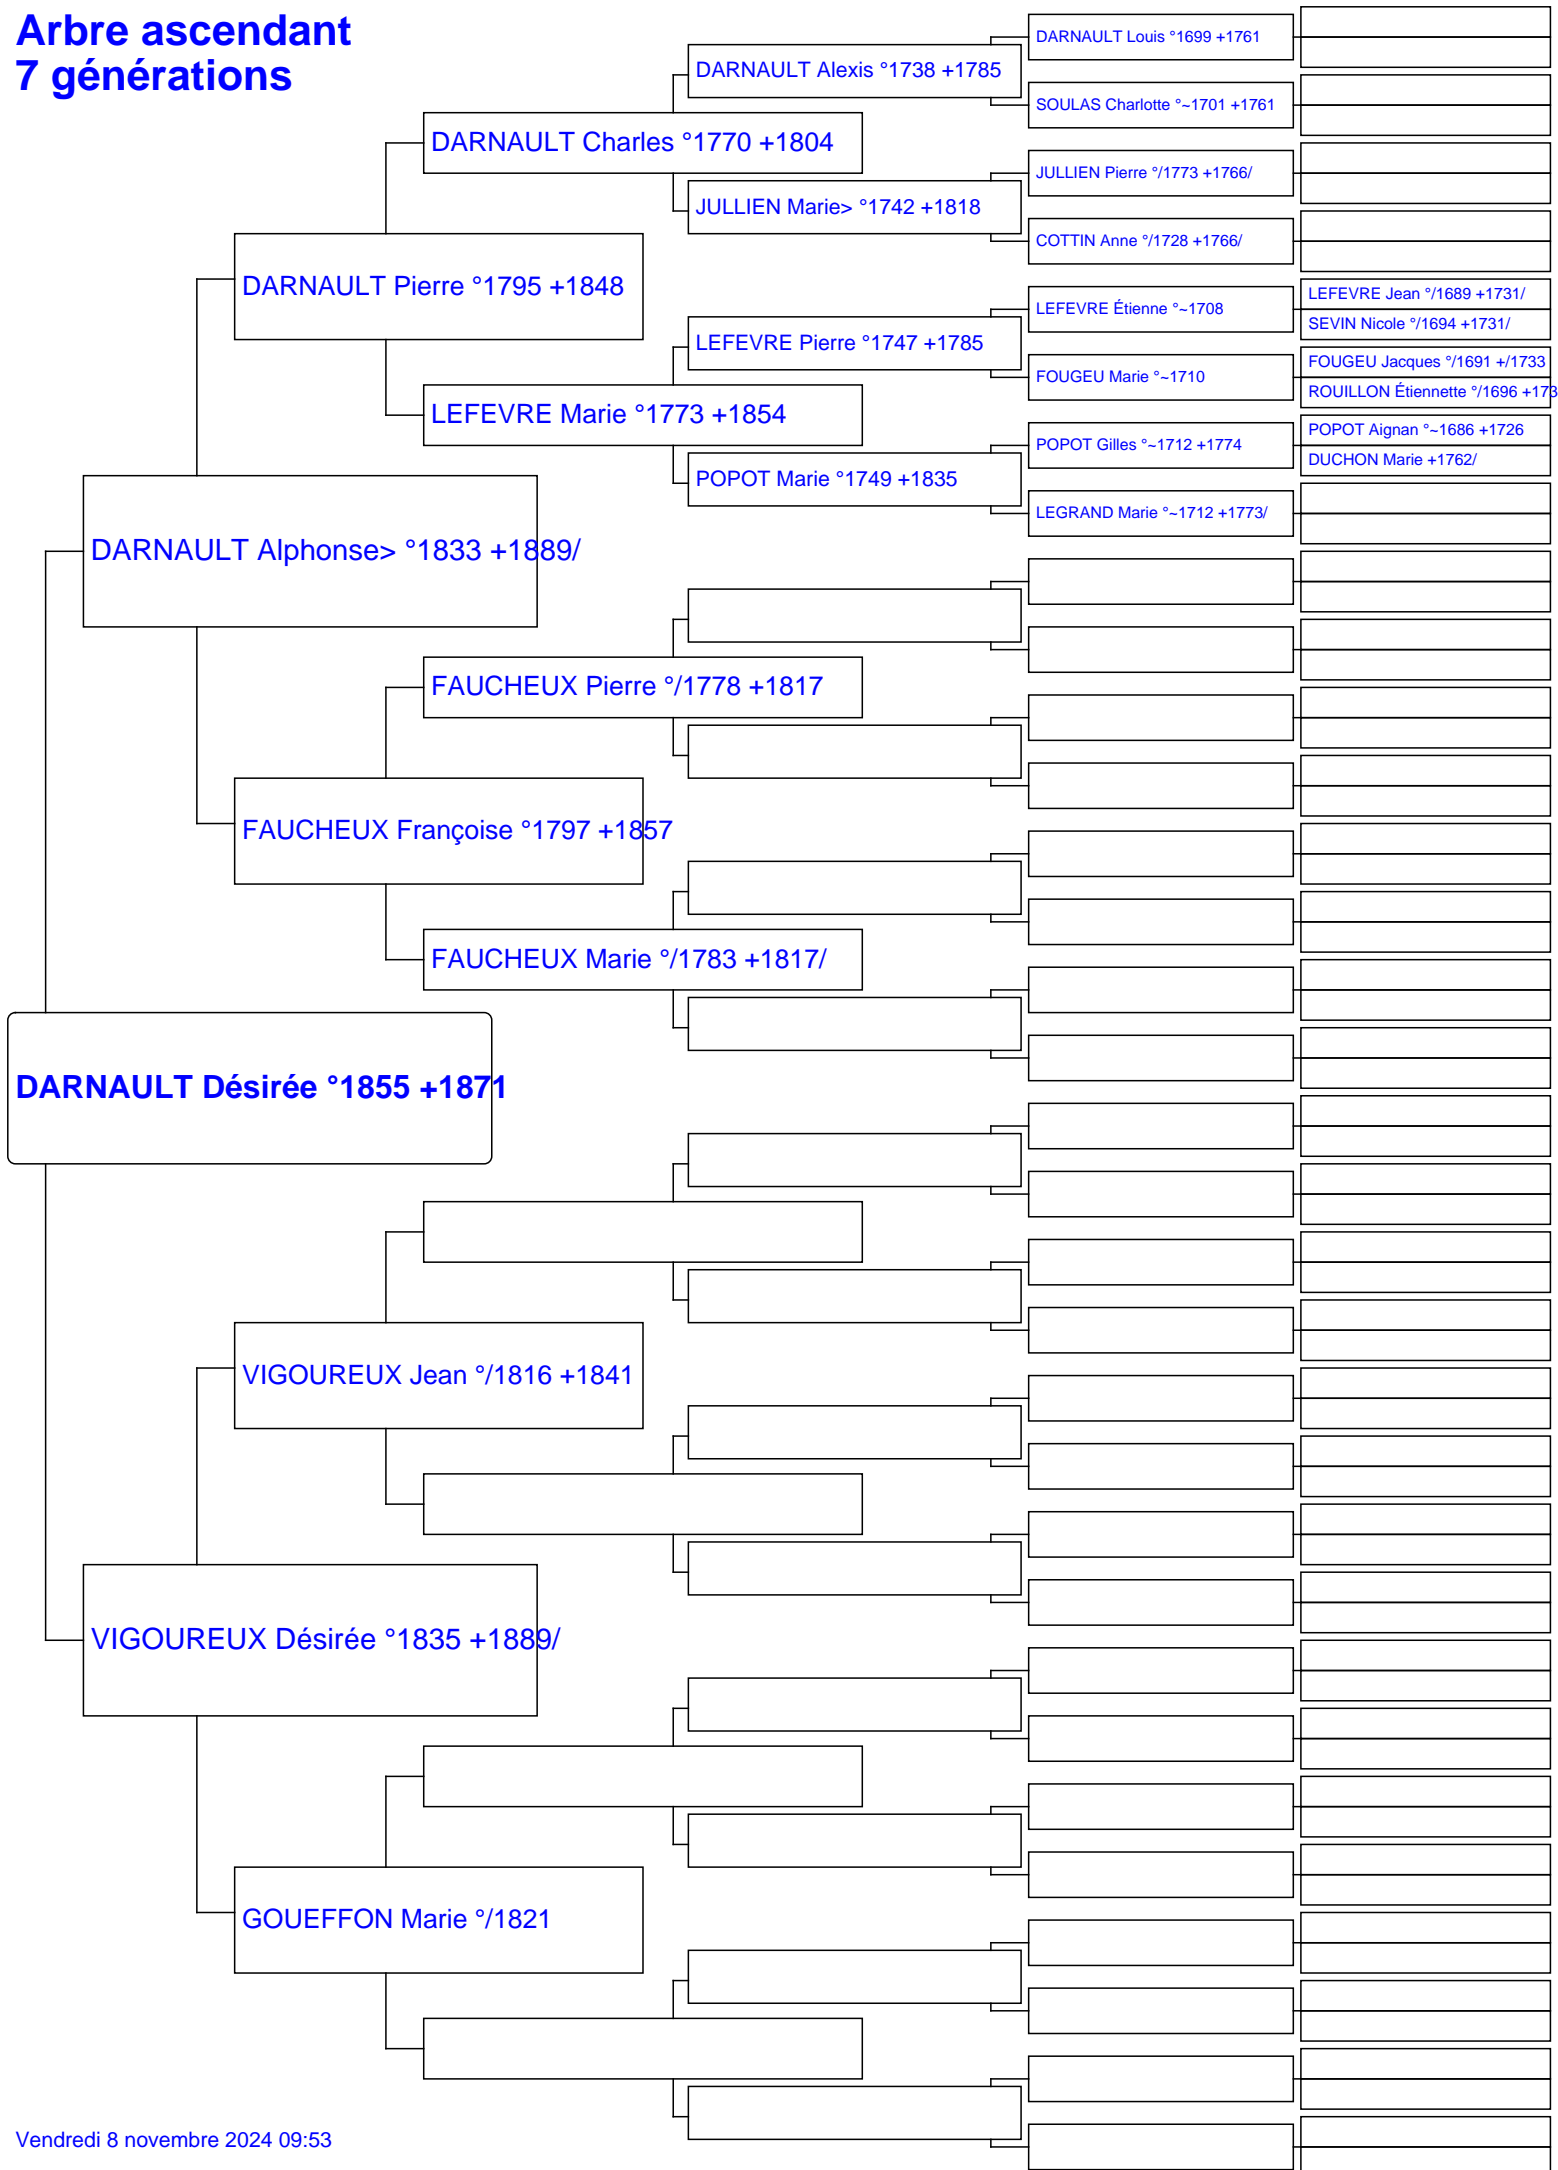 Arbre ascendant
7 générations
DARNAULT Louis °1699 +1761
DARNAULT Alexis °1738 +1785
SOULAS Charlotte °~1701 +1761
DARNAULT Charles °1770 +1804
JULLIEN Pierre °/1773 +1766/
JULLIEN Marie> °1742 +1818
COTTIN Anne °/1728 +1766/
DARNAULT Pierre °1795 +1848
LEFEVRE Jean °/1689 +1731/
LEFEVRE Étienne °~1708
SEVIN Nicole °/1694 +1731/
LEFEVRE Pierre °1747 +1785
FOUGEU Jacques °/1691 +/1733
FOUGEU Marie °~1710
ROUILLON Étiennette °/1696 +173
LEFEVRE Marie °1773 +1854
POPOT Aignan °~1686 +1726
POPOT Gilles °~1712 +1774
DUCHON Marie +1762/
POPOT Marie °1749 +1835
LEGRAND Marie °~1712 +1773/
DARNAULT Alphonse> °1833 +1889/
FAUCHEUX Pierre °/1778 +1817
FAUCHEUX Françoise °1797 +1857
FAUCHEUX Marie °/1783 +1817/
DARNAULT Désirée °1855 +1871
VIGOUREUX Jean °/1816 +1841
VIGOUREUX Désirée °1835 +1889/
GOUEFFON Marie °/1821
Vendredi 8 novembre 2024 09:53